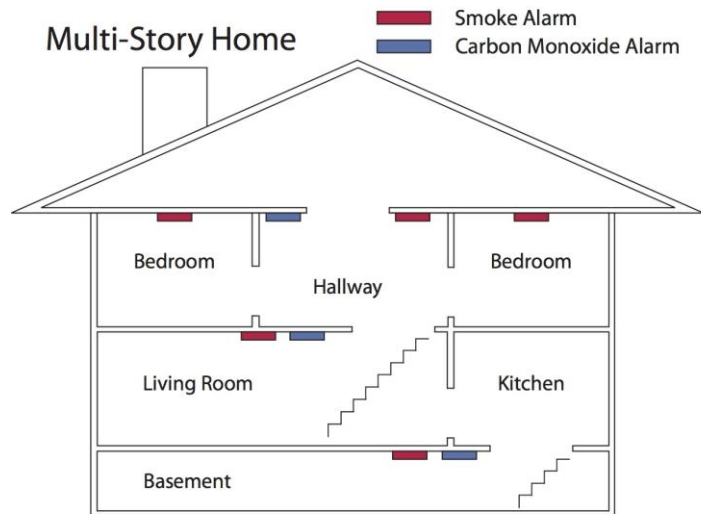 Multi-Story Home
Smoke Alarm
Carbon Monoxide Alarm
Bedroom
Hallway
Bedroom
Living Room
Kitchen
Basement